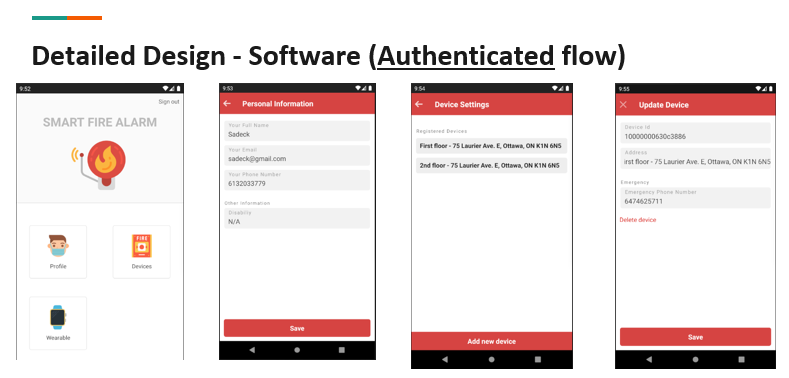 Detailed Design - Software (Authenticated flow)
9:52
Sign out
SMART FIRE ALARM
FIRE
Profile
Devices
Wearable
9:53
Personal Information
Your Full Name
Sadeck
Your Email
sadeck@gmail.com
Your Phone Number
6132033779
Other Information
Disability
N/A
Save
9:54
Device Settings
Registered Devices
First floor - 75 Laurier Ave. E, Ottawa, ON K1N 6N5
2nd floor - 75 Laurier Ave. E, Ottawa, ON K1N 6N5
Add new device
9:55
Update Device
Device Id
10000000630c3886
Address
irst floor - 75 Laurier Ave. E, Ottawa, ON K1N 6N5
Emergency
Emergency Phone Number
6474625711
Delete device
Save